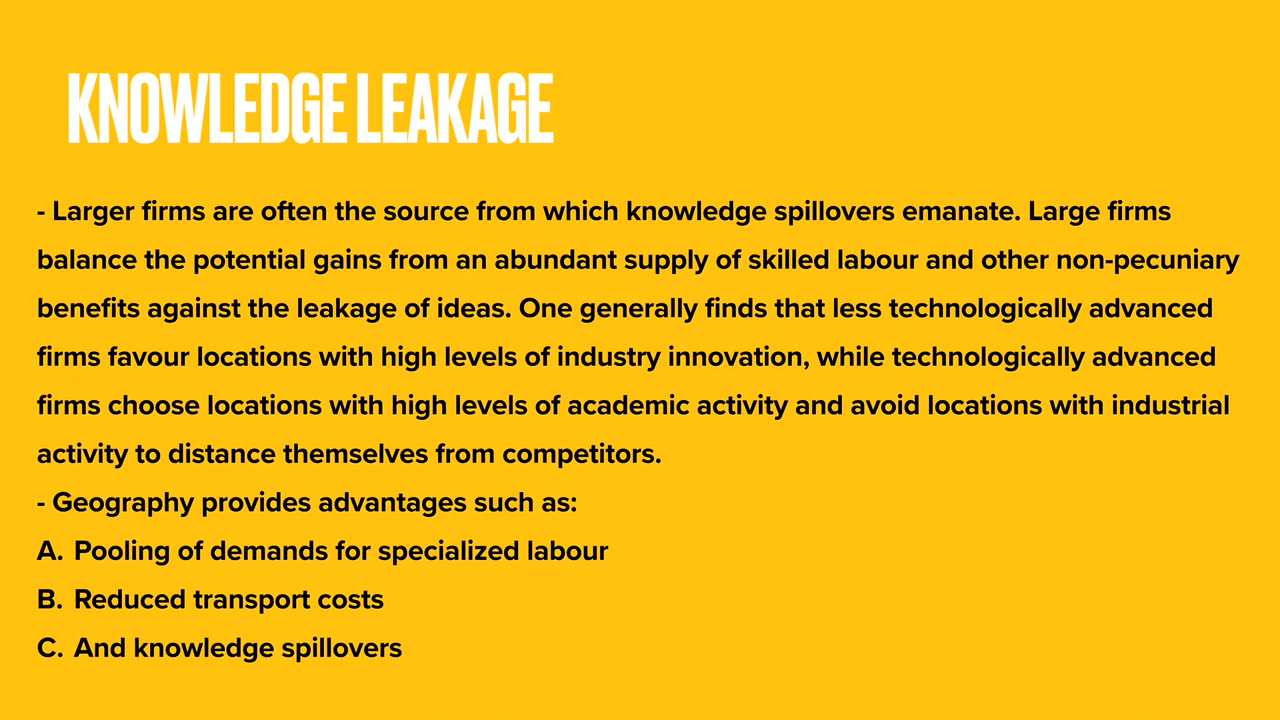 KNOWLEDGE LEAKAGE
- Larger firms are often the source from which knowledge spillovers emanate. Large firms
balance the potential gains from an abundant supply of skilled labour and other non-pecuniary
benefits against the leakage of ideas. One generally finds that less technologically advanced
firms favour locations with high levels of industry innovation, while technologically advanced
firms choose locations with high levels of academic activity and avoid locations with industrial
activity to distance themselves from competitors.
- Geography provides advantages such as:
A. Pooling of demands for specialized labour
B. Reduced transport costs
C. And knowledge spillovers